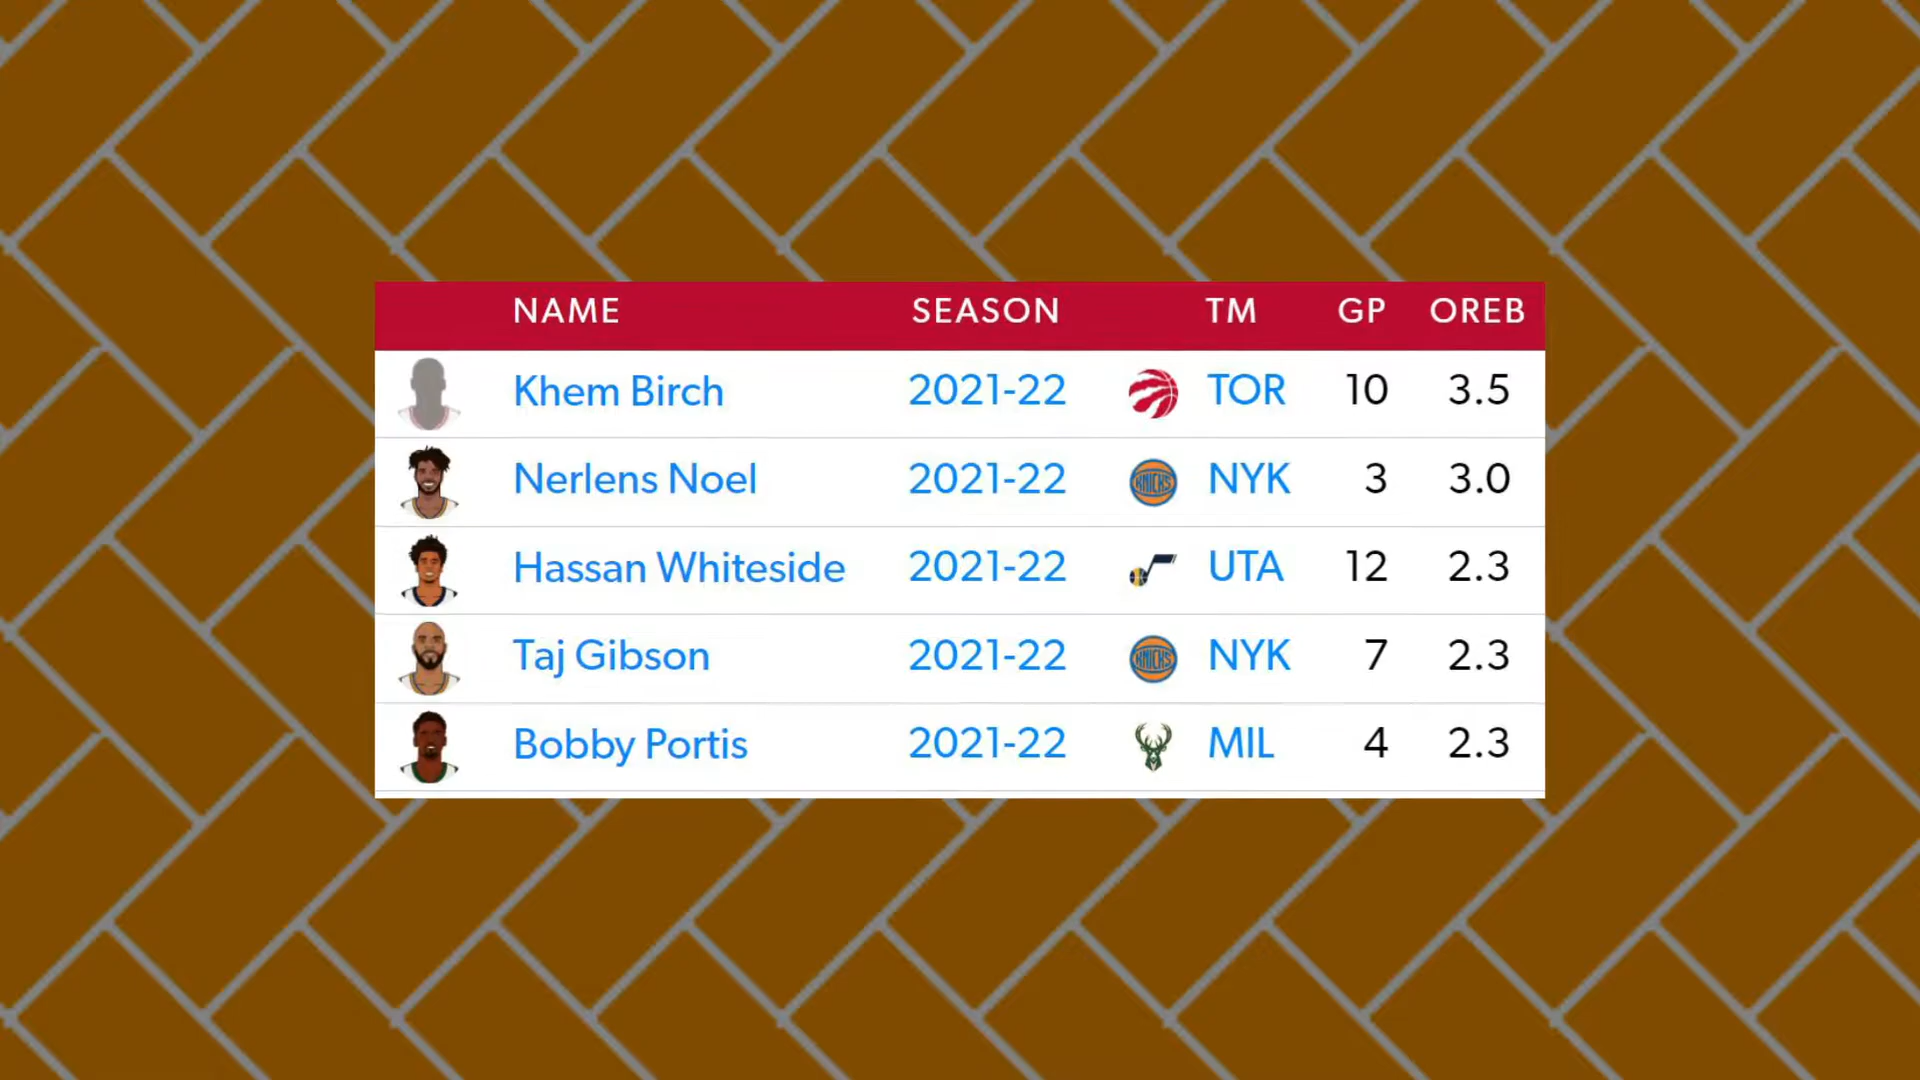 NAME SEASON TM GP OREB
Khem Birch 2021-22 TOR 10 3.5
Nerlens Noel 2021-22 KNICKS NYK 3 3.0
Hassan Whiteside 2021-22 UTA 12 2.3
Taj Gibson 2021-22 KNICKS NYK 7 2.3
Bobby Portis 2021-22 MIL 4 2.3